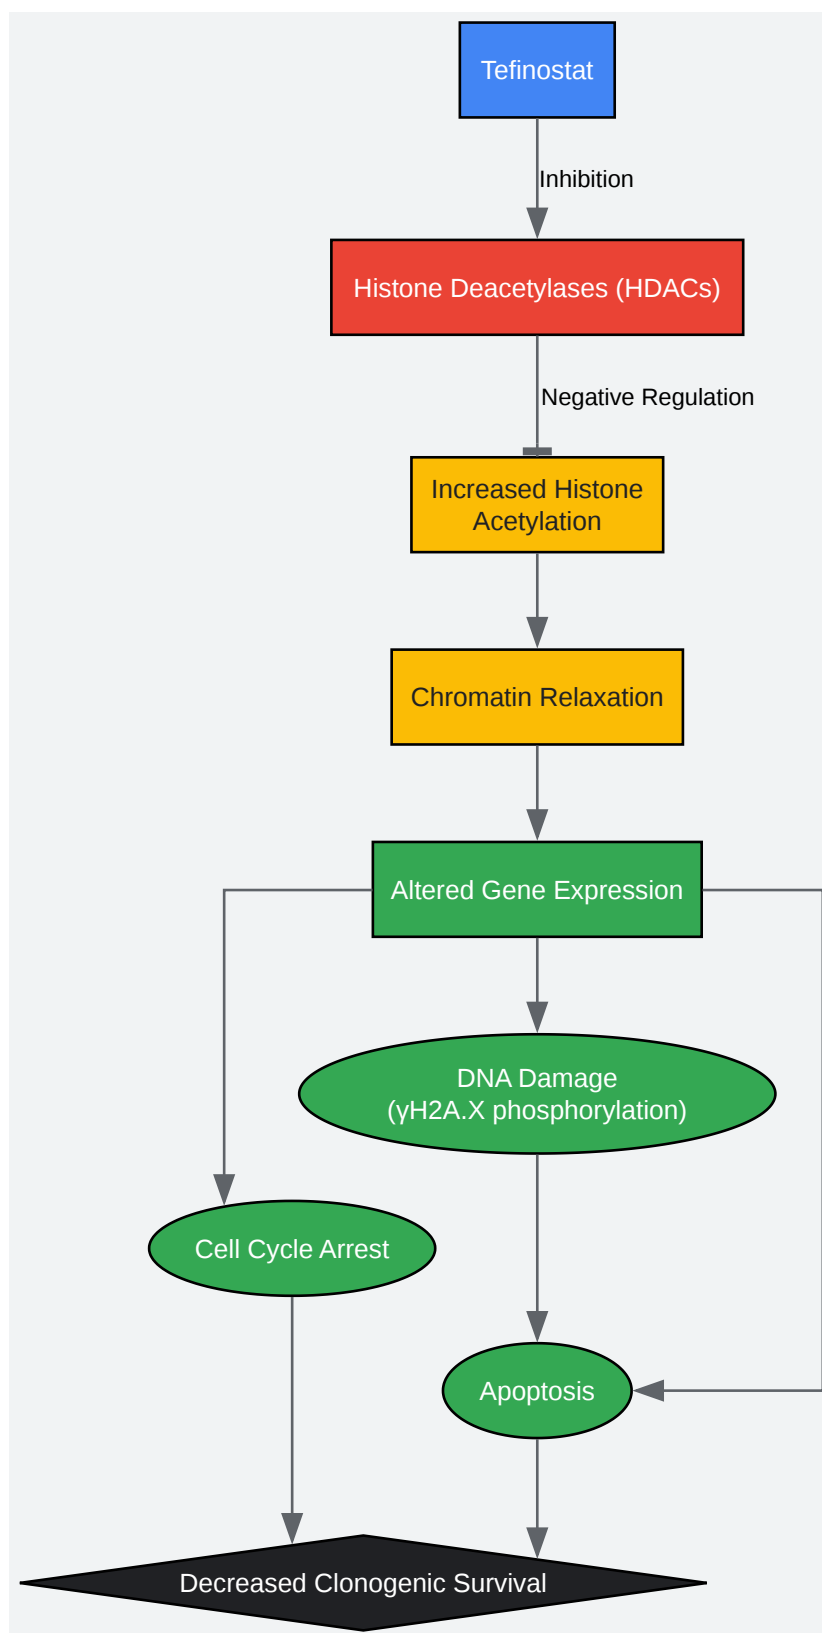 Tefinostat
Inhibition
Histone Deacetylases (HDACs)
Negative Regulation
Increased Histone
Acetylation
Chromatin Relaxation
Altered Gene Expression
DNA Damage
(γH2A.X phosphorylation)
Cell Cycle Arrest
Apoptosis
Decreased Clonogenic Survival